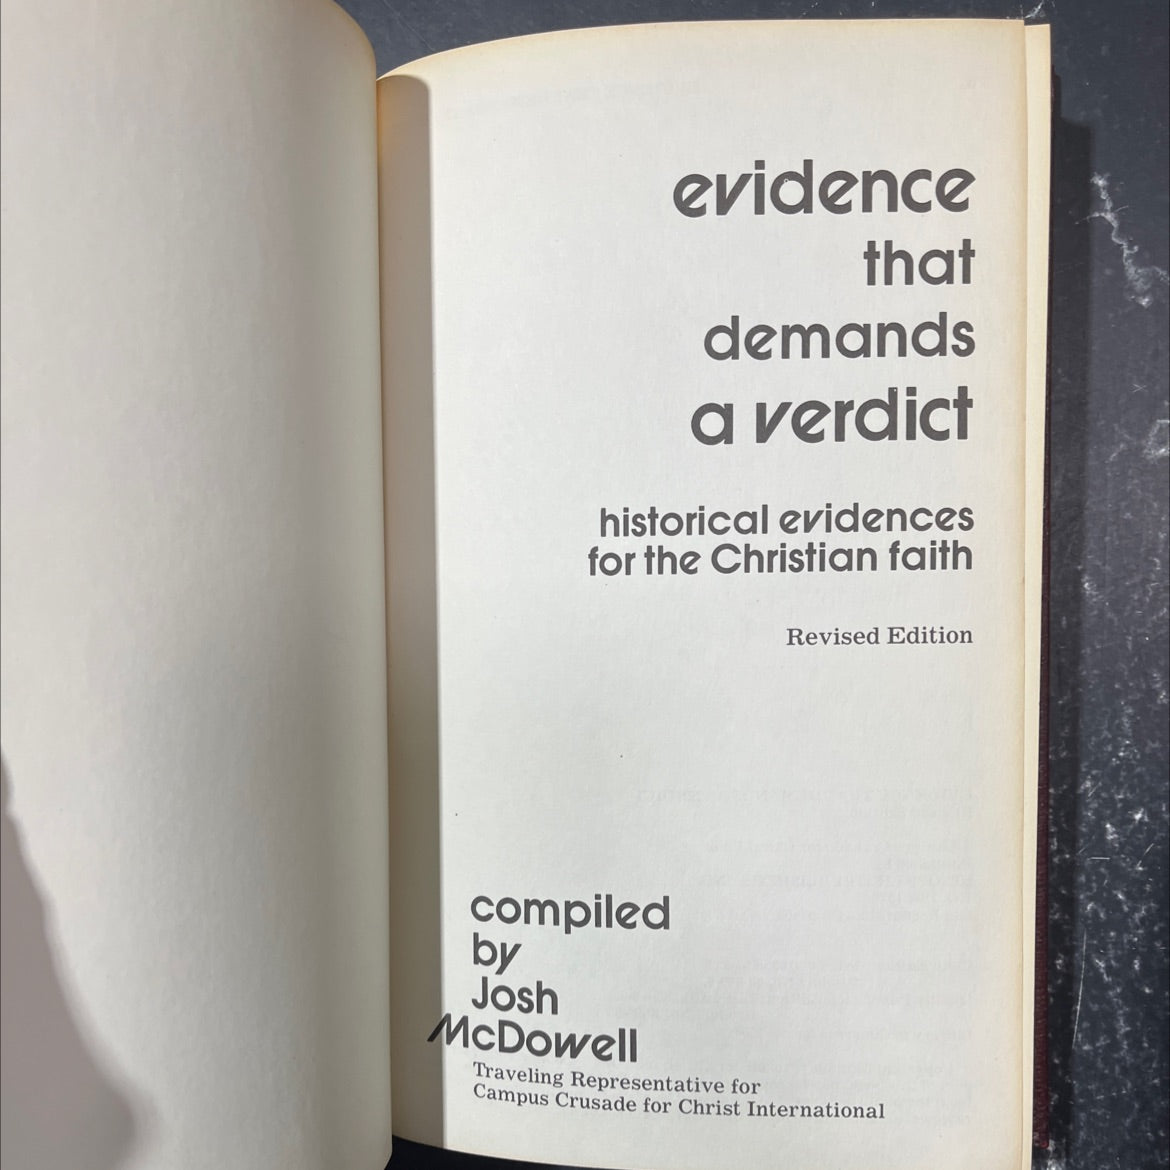 evidence
that
demands
a verdict
historical evidences
for the Christian faith
Revised Edition
compiled
by
Josh
McDowell
Traveling Representative for
Campus Crusade for Christ International